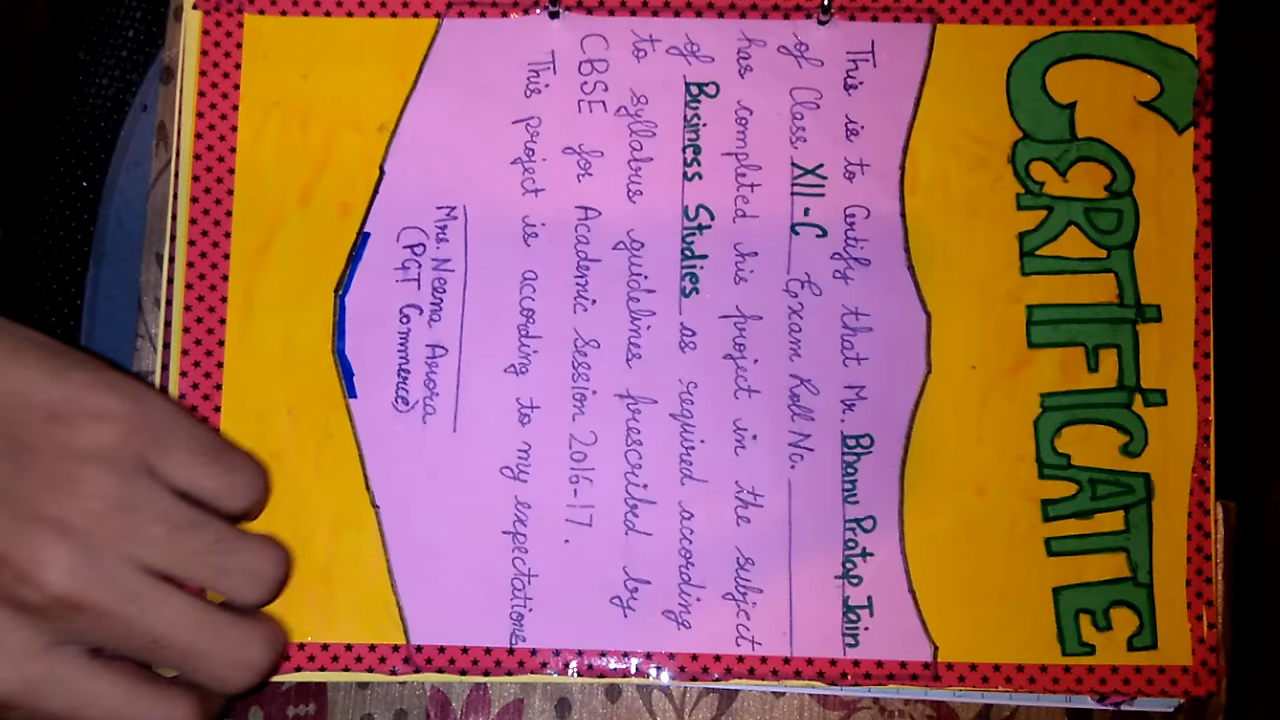 CERTIFICATE
This is to Certify that Mr. Bhanu Pratap Jain
of Class XII-C Exam Roll No.
has completed his project in the subject
of Business Studies as required according
to syllabus guidelines prescribed by
CBSE for Academic Session 2016-17.
This project is according to my expectations
Mrs. Neena Arora
(PGT Commerce)